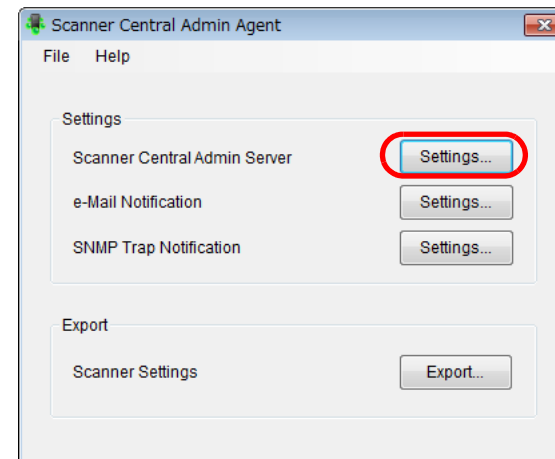 Scanner Central Admin Agent
File Help
Settings
Scanner Central Admin Server Settings...
e-Mail Notification Settings...
SNMP Trap Notification Settings...
Export
Scanner Settings Export...